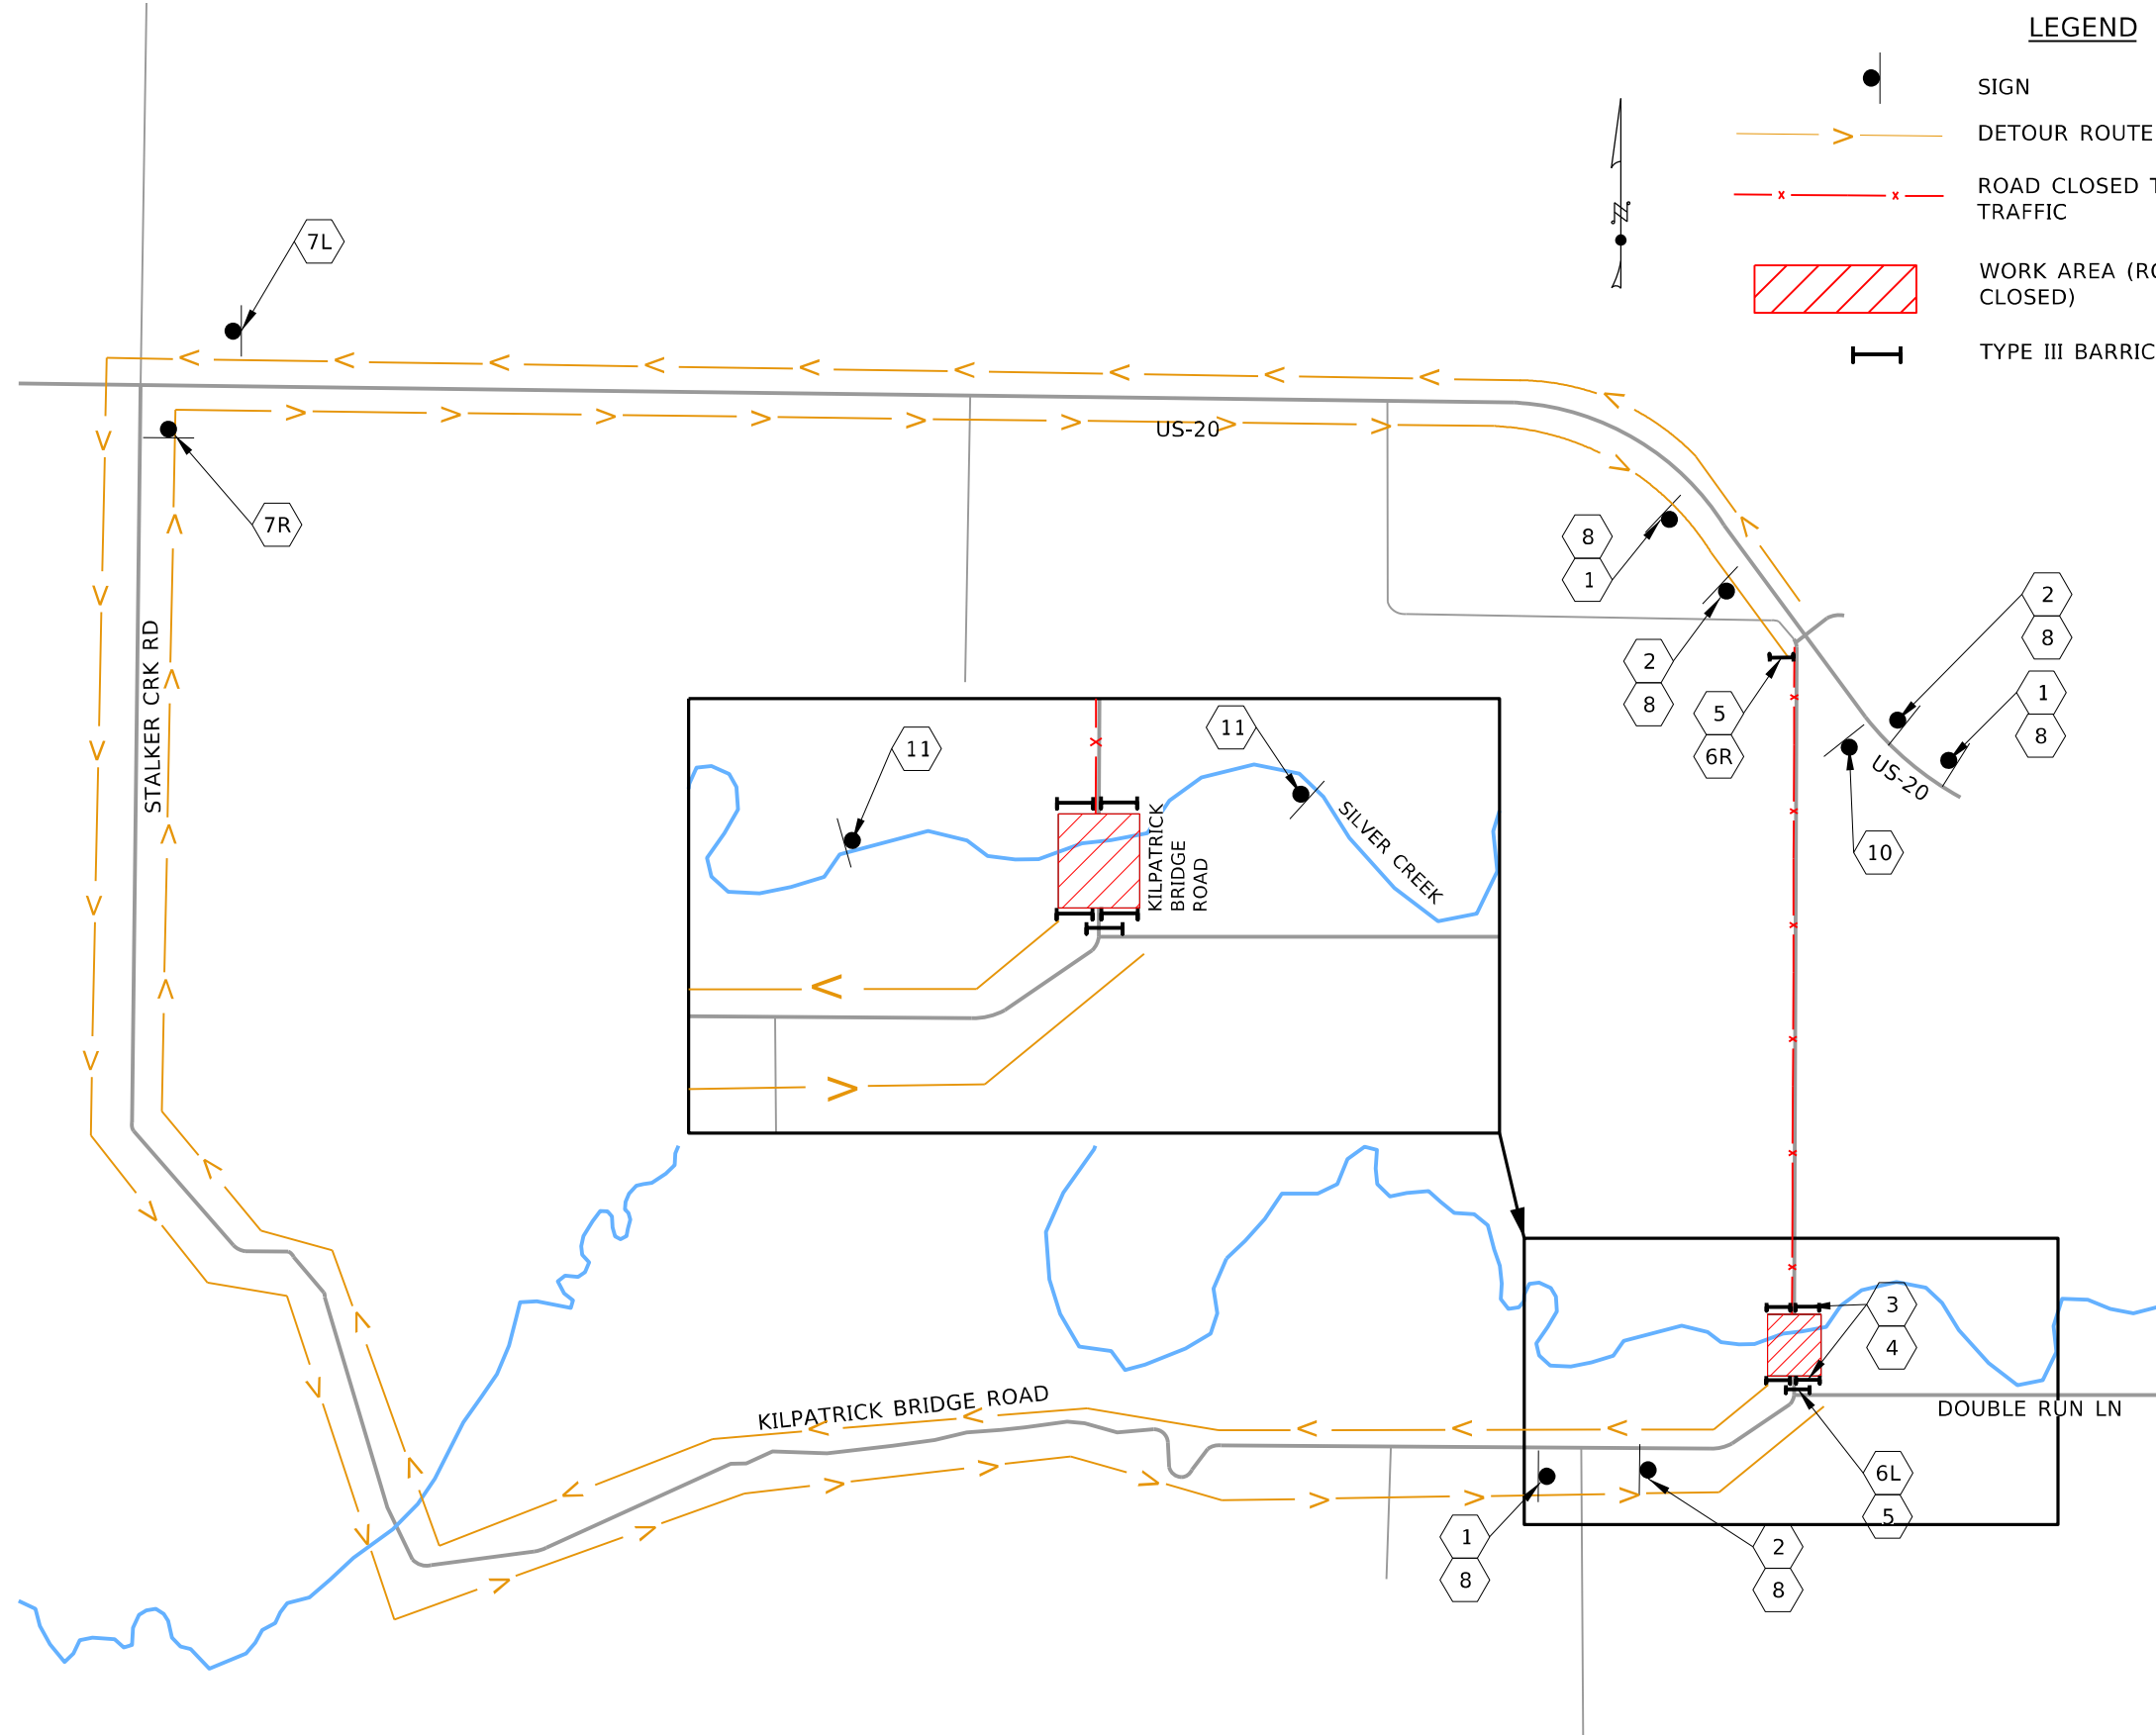 LEGEND
SIGN
DETOUR ROUTE
ROAD CLOSED T
TRAFFIC
WORK AREA (RO
CLOSED)
TYPE III BARRIC
N
7L
7R
US-20
STALKER CRK RD
8
1
2
8
5
6R
2
8
1
8
US-20
10
11
11
KILPATRICK
BRIDGE
ROAD
SILVER CREEK
3
4
DOUBLE RUN LN
KILPATRICK BRIDGE ROAD
6L
5
1
8
2
8